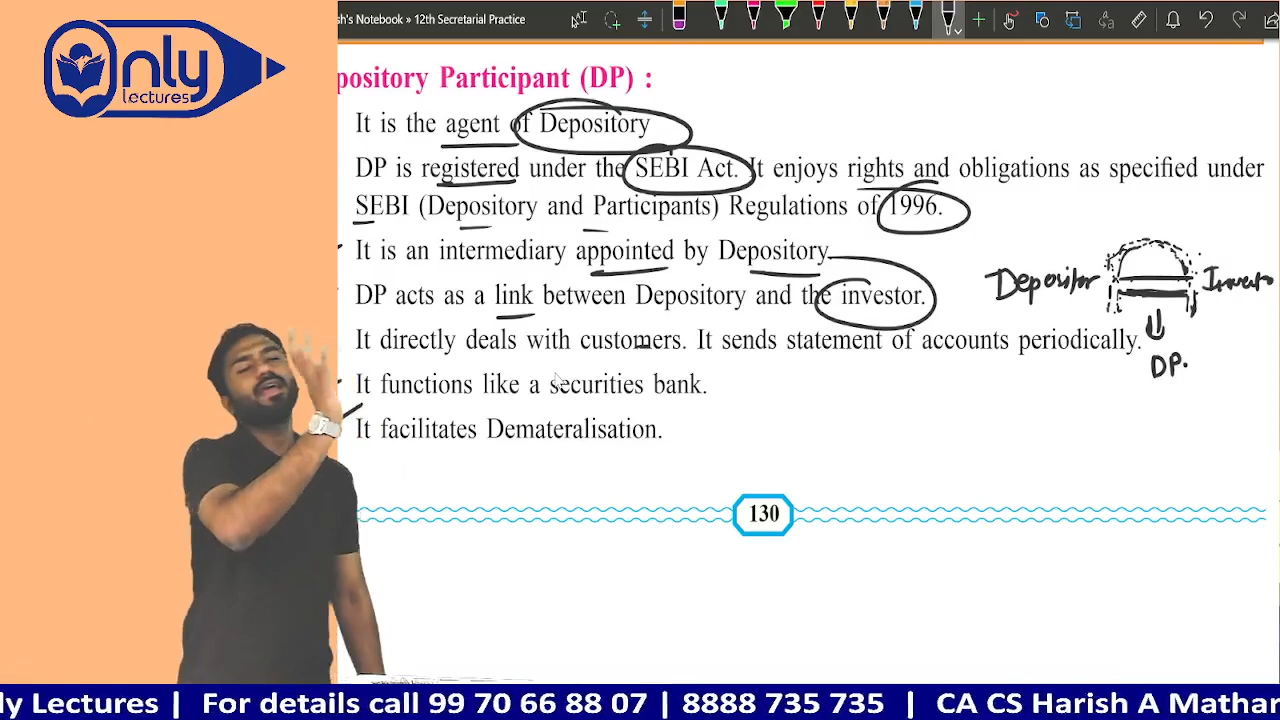 sh's Notebook » 12th Secretarial Practice
Only
lectures
pository Participant (DP) :
It is the agent of Depository
DP is registered under the SEBI Act. It enjoys rights and obligations as specified under
SEBI (Depository and Participants) Regulations of 1996.
It is an intermediary appointed by Depository.
DP acts as a link between Depository and the investor.
Depositor
It directly deals with customers. It sends statement of accounts periodically.
DP.
It functions like a securities bank.
It facilitates Dematerialisation.
130
ly Lectures | For details call 99 70 66 88 07 | 8888 735 735 | CA CS Harish A Mathar